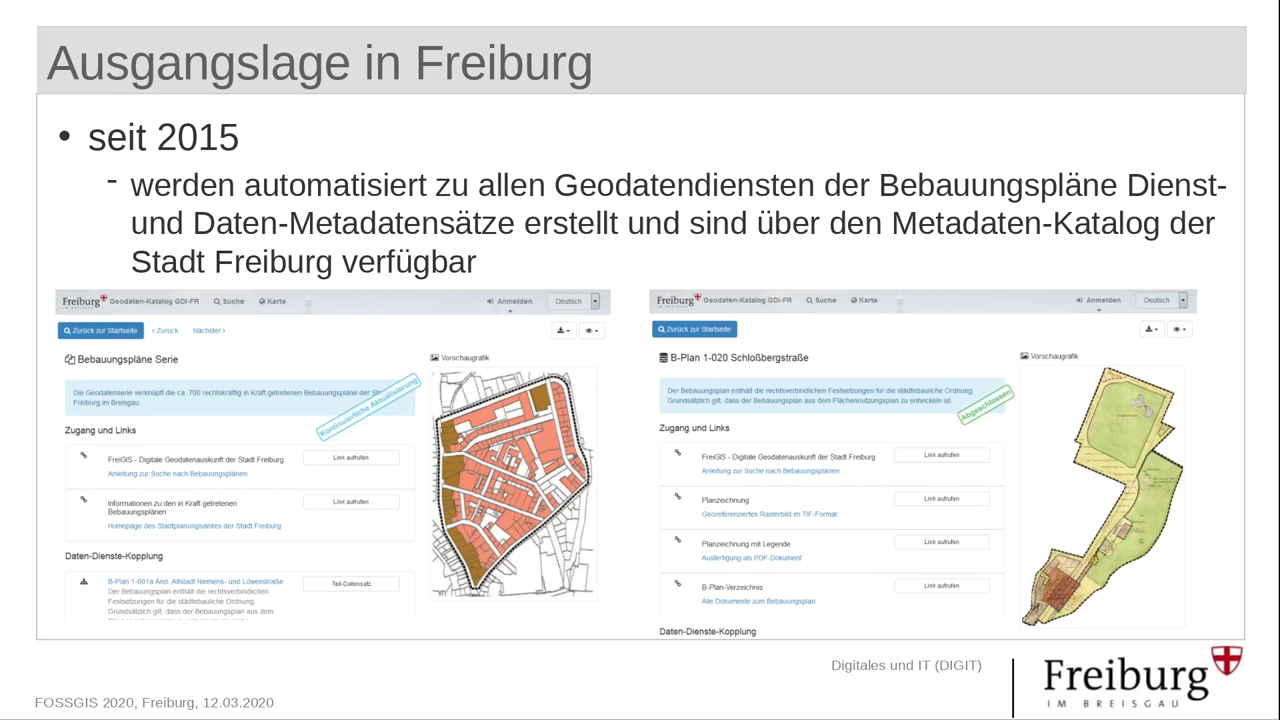 Ausgangslage in Freiburg
• seit 2015
- werden automatisiert zu allen Geodatendiensten der Bebauungspläne Dienst-
und Daten-Metadatensätze erstellt und sind über den Metadaten-Katalog der
Stadt Freiburg verfügbar
Freiburg Geodaten-Katalog GDI-FR Suche Karte Anmelden Deutsch
IM BREISGAU
Zurück zur Startseite < Zurück Nächster >
Bebauungspläne Serie
Vorschaugrafik
Die Geodatenserie verknüpft die ca. 700 rechtskräftig in Kraft getretenen Bebauungspläne der
Freiburg im Breisgau
Kontinuierliche Aktualisierung
Zugang und Links
FreiGIS - Digitale Geodatenauskunft der Stadt Freiburg Link aufrufen
Anleitung zur Suche nach Bebauungsplänen
Informationen zu den in Kraft getretenen Link aufrufen
Bebauungsplänen
Homepage des Stadtplanungsamtes der Stadt Freiburg
Daten-Dienste-Kopplung
B-Plan 1-001a Änd. Altstadt Niemens- und Löwenstraße Teil-Datensatz
Der Bebauungsplan enthält die rechtsverbindlichen
Festsetzungen für die städtebauliche Ordnung.
Grundsätzlich gilt, dass der Bebauungsplan aus dem
Freiburg Geodaten-Katalog GDI-FR Suche Karte Anmelden Deutsch
IM BREISGAU
Zurück zur Startseite
B-Plan 1-020 Schloßbergstraße
Vorschaugrafik
Der Bebauungsplan enthält die rechtsverbindlichen Festsetzungen für die städtebauliche Ordnung.
Grundsätzlich gilt, dass der Bebauungsplan aus dem Flächennutzungsplan zu entwickeln ist.
Abgeschlossen
Zugang und Links
FreiGIS - Digitale Geodatenauskunft der Stadt Freiburg Link aufrufen
Anleitung zur Suche nach Bebauungsplänen
Planzeichnung Link aufrufen
Georeferenziertes Rasterbild im TIF-Format
Planzeichnung mit Legende Link aufrufen
Ausfertigung als PDF-Dokument
B-Plan-Verzeichnis Link aufrufen
Alle Dokumente zum Bebauungsplan
Daten-Dienste-Kopplung
Digitales und IT (DIGIT)
Freiburg
IM BREISGAU
FOSSGIS 2020, Freiburg, 12.03.2020